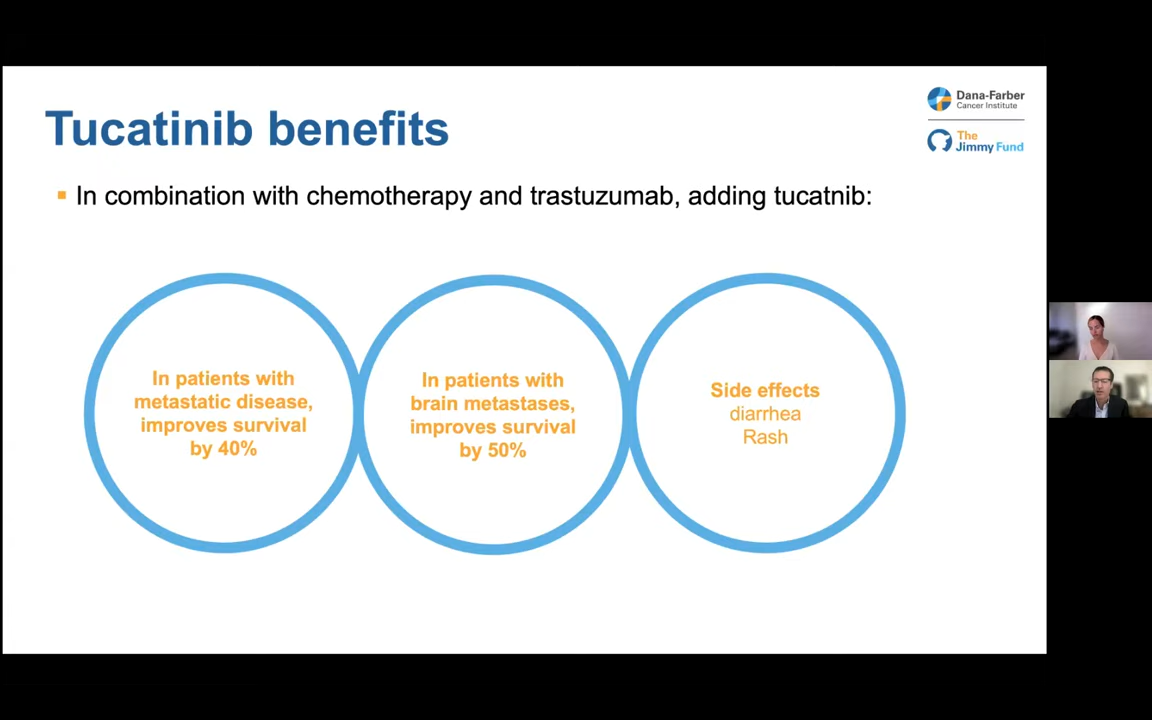 Dana-Farber
Cancer Institute
The
Jimmy Fund
Tucatinib benefits
In combination with chemotherapy and trastuzumab, adding tucatnib:
In patients with
metastatic disease,
improves survival
by 40%
In patients with
brain metastases,
improves survival
by 50%
Side effects
diarrhea
Rash